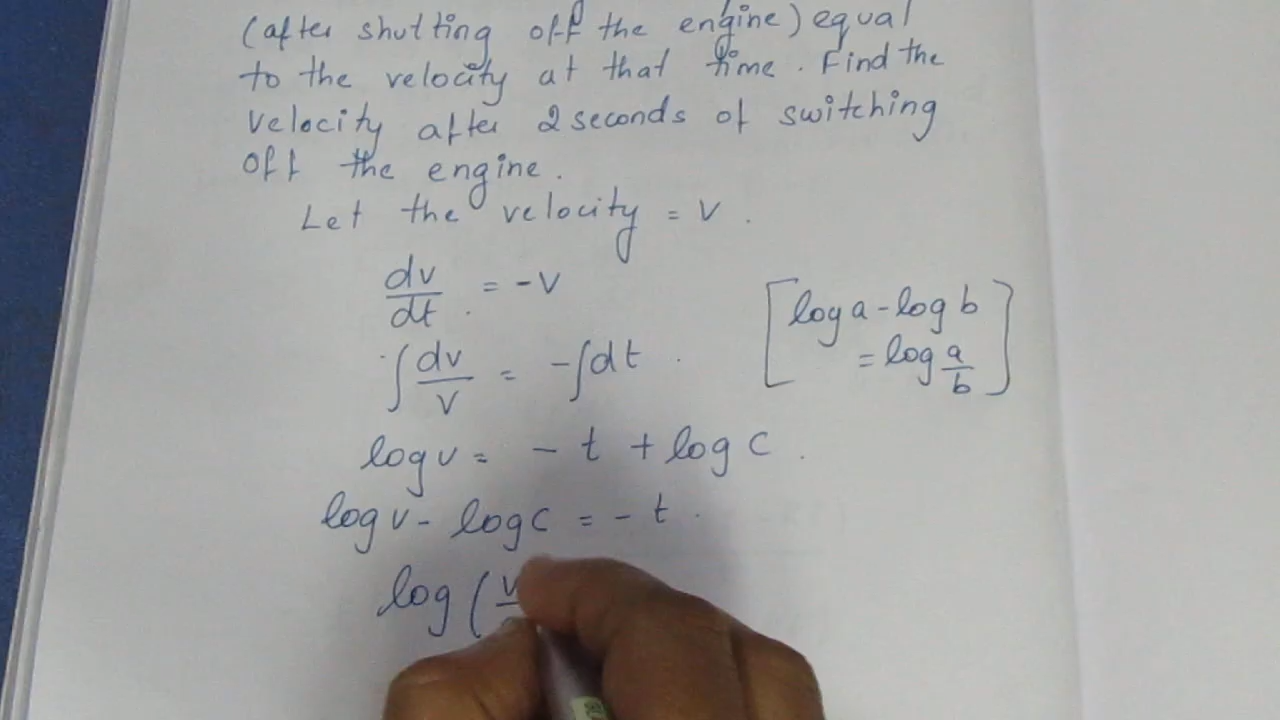 (after shutting off the engine) equal
to the velocity at that time. Find the
velocity after 2 seconds of switching
off the engine.
Let the velocity = v.
dv/dt = -v
∫ dv/v = -∫dt.
[log a - log b
= log a/b]
log v = - t + log c.
log v - log c = - t.
log (v